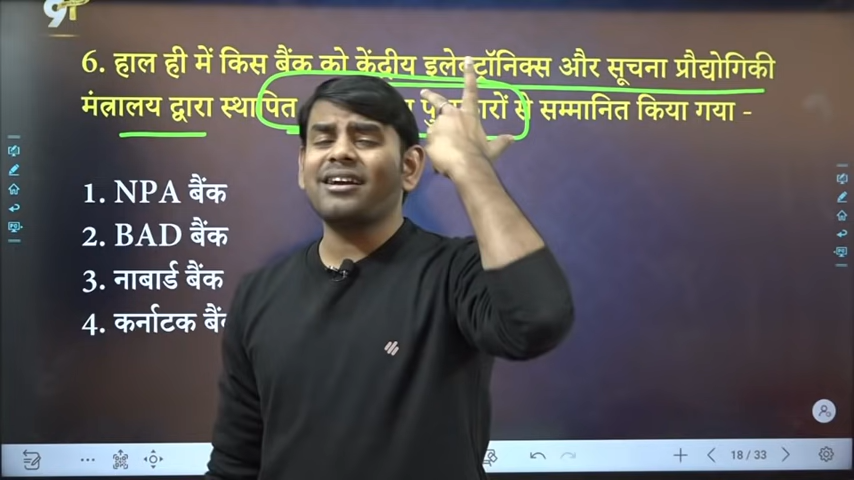 6. हाल ही में किस बैंक को केंद्रीय इलेक्ट्रॉनिक्स और सूचना प्रौद्योगिकी
मंत्रालय द्वारा स्थापित से सम्मानित किया गया -
1. NPA बैंक
2. BAD बैंक
3. नाबार्ड बैंक
4. कर्नाटक बैंक
18 / 33